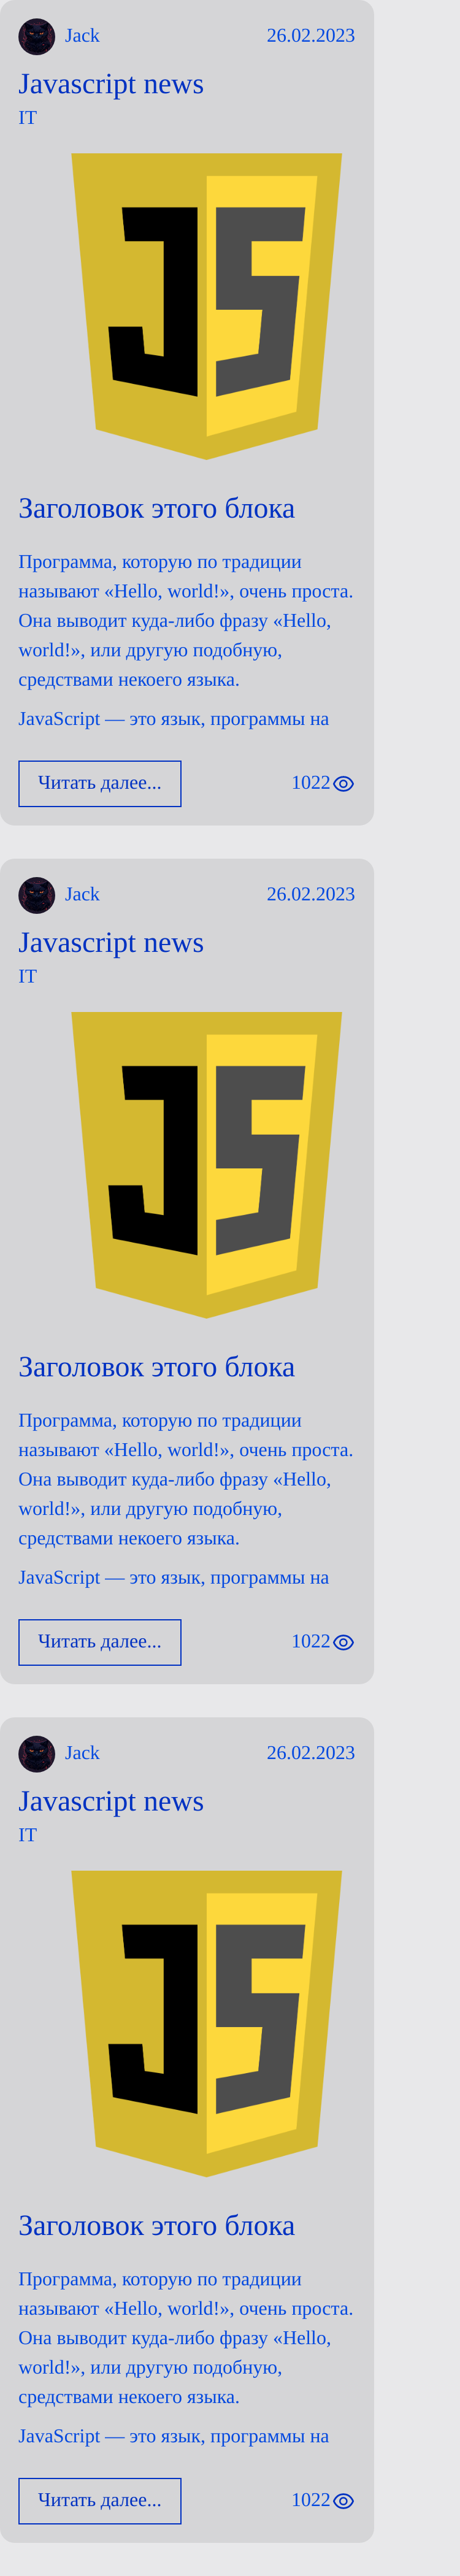 Jack 26.02.2023
Javascript news
IT
JS
Заголовок этого блока
Программа, которую по традиции
называют «Hello, world!», очень проста.
Она выводит куда-либо фразу «Hello,
world!», или другую подобную,
средствами некоего языка.
JavaScript — это язык, программы на
Читать далее... 1022
Jack 26.02.2023
Javascript news
IT
JS
Заголовок этого блока
Программа, которую по традиции
называют «Hello, world!», очень проста.
Она выводит куда-либо фразу «Hello,
world!», или другую подобную,
средствами некоего языка.
JavaScript — это язык, программы на
Читать далее... 1022
Jack 26.02.2023
Javascript news
IT
JS
Заголовок этого блока
Программа, которую по традиции
называют «Hello, world!», очень проста.
Она выводит куда-либо фразу «Hello,
world!», или другую подобную,
средствами некоего языка.
JavaScript — это язык, программы на
Читать далее... 1022